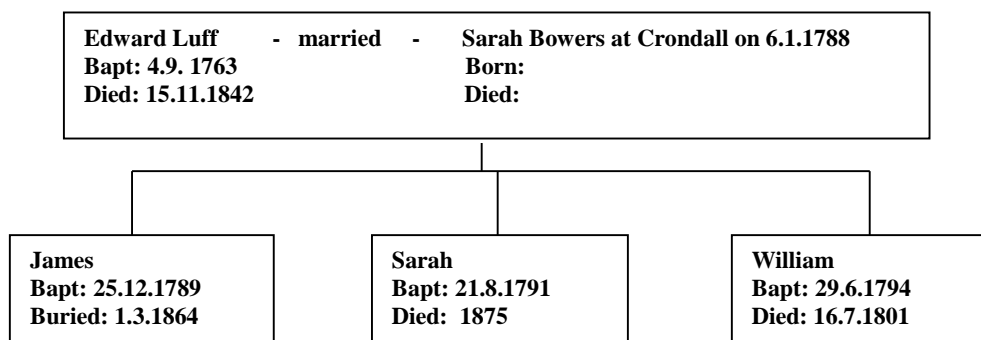 Edward Luff - married - Sarah Bowers at Crondall on 6.1.1788
Bapt: 4.9. 1763 Born:
Died: 15.11.1842 Died:
James
Bapt: 25.12.1789
Buried: 1.3.1864
Sarah
Bapt: 21.8.1791
Died: 1875
William
Bapt: 29.6.1794
Died: 16.7.1801